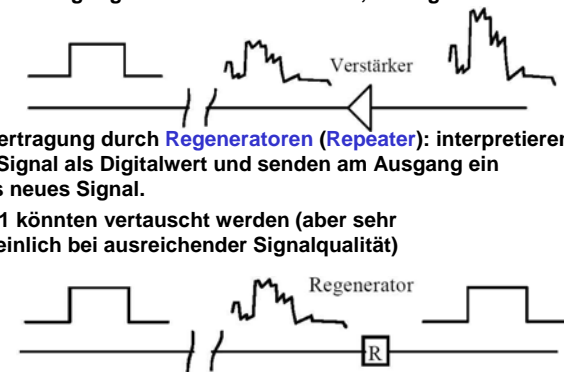 Verstärker
ertragung durch Regeneratoren (Repeater): interpretieren
Signal als Digitalwert und senden am Ausgang ein
s neues Signal.
1 könnten vertauscht werden (aber sehr
einlich bei ausreichender Signalqualität)
Regenerator
R